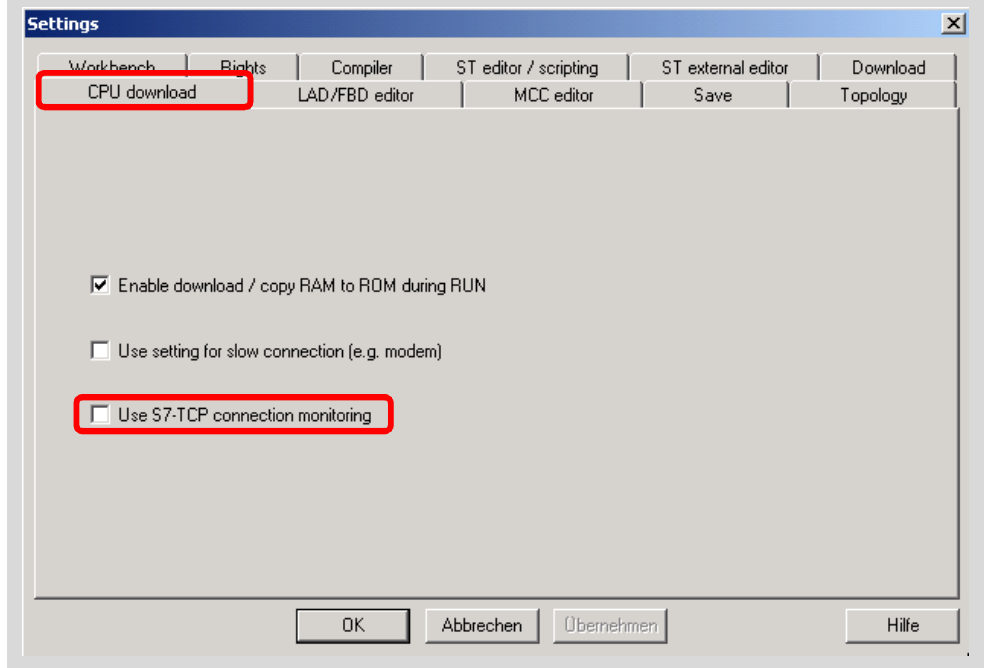 Settings
Workbench Rights Compiler ST editor / scripting ST external editor Download
CPU download LAD/FBD editor MCC editor Save Topology
Enable download / copy RAM to ROM during RUN
Use setting for slow connection (e.g. modem)
Use S7-TCP connection monitoring
OK Abbrechen Übernehmen Hilfe